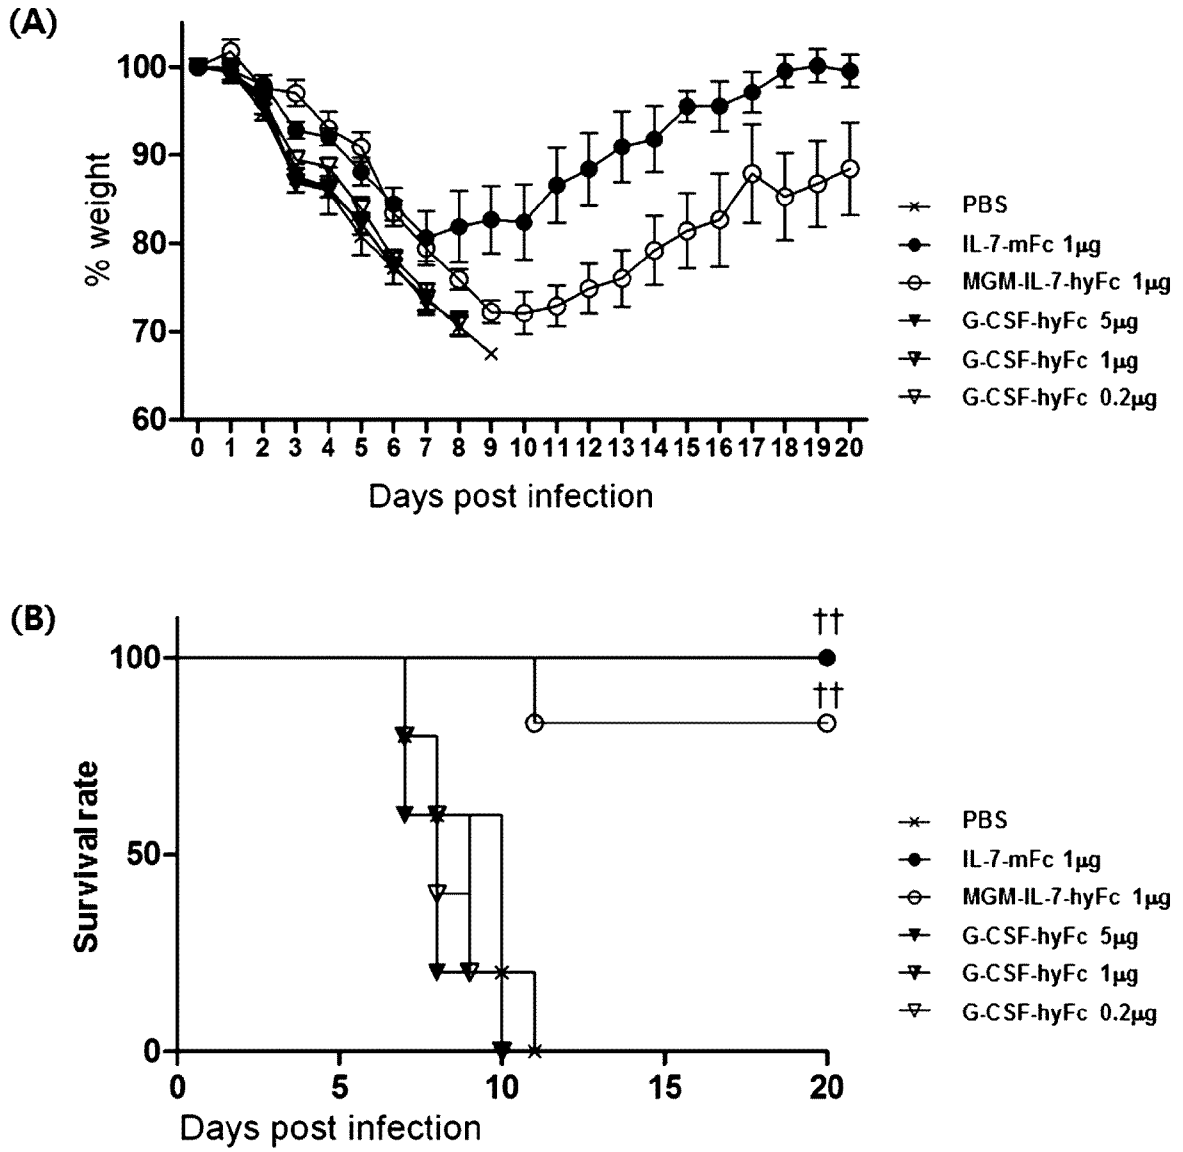 (A)
100
90
80
70
60
% weight
0 1 2 3 4 5 6 7 8 9 10 11 12 13 14 15 16 17 18 19 20
Days post infection
PBS
IL-7-mFc 1µg
MGM-IL-7-hyFc 1µg
G-CSF-hyFc 5µg
G-CSF-hyFc 1µg
G-CSF-hyFc 0.2µg
(B)
††
††
100
50
0
Survival rate
0 5 10 15 20
Days post infection
PBS
IL-7-mFc 1µg
MGM-IL-7-hyFc 1µg
G-CSF-hyFc 5µg
G-CSF-hyFc 1µg
G-CSF-hyFc 0.2µg